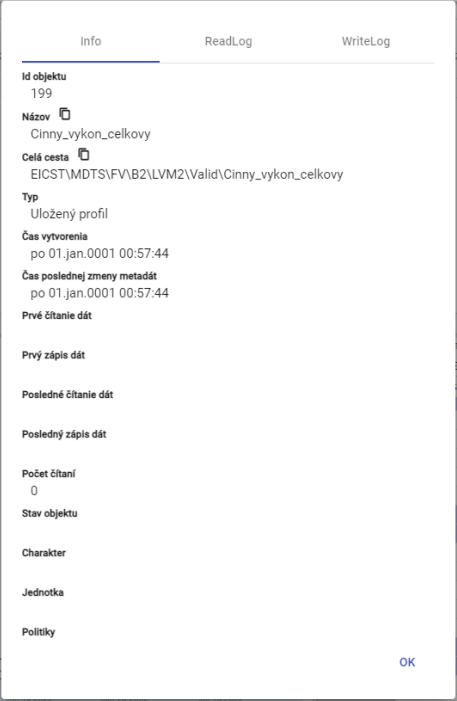 Info ReadLog WriteLog
Id objektu
199
Názov
Cinny_vykon_celkovy
Celá cesta
EICST\MDTS\FV\B2\LVM2\Valid\Cinny_vykon_celkovy
Typ
Uložený profil
Čas vytvorenia
po 01.jan.0001 00:57:44
Čas poslednej zmeny metadát
po 01.jan.0001 00:57:44
Prvé čítanie dát
Prvý zápis dát
Posledné čítanie dát
Posledný zápis dát
Počet čítaní
0
Stav objektu
Charakter
Jednotka
Politiky
OK